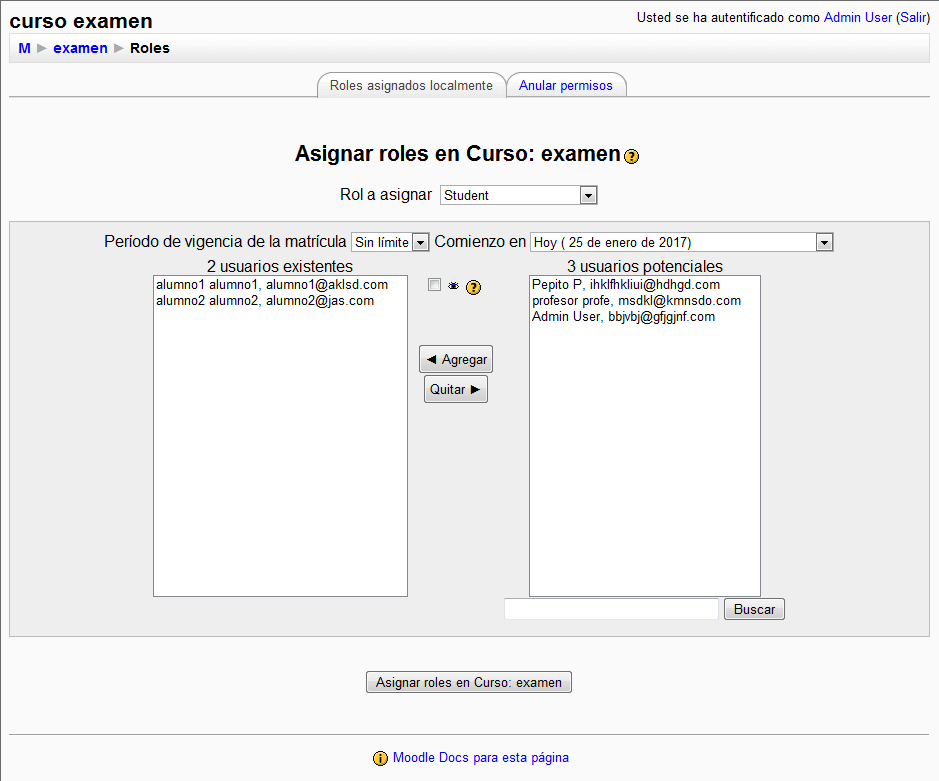 curso examen
Usted se ha autentificado como Admin User (Salir)
M ► examen ► Roles
Roles asignados localmente
Anular permisos
Asignar roles en Curso: examen
Rol a asignar Student
Período de vigencia de la matrícula Sin límite Comienzo en Hoy ( 25 de enero de 2017)
2 usuarios existentes
alumno1 alumno1, alumno1@aklsd.com
alumno2 alumno2, alumno2@jas.com
◄ Agregar
Quitar ►
3 usuarios potenciales
Pepito P, ihklfhkliui@hdhgd.com
profesor profe, msdkl@kmnsdo.com
Admin User, bbjvbj@gfjgjnf.com
Buscar
Asignar roles en Curso: examen
Moodle Docs para esta página